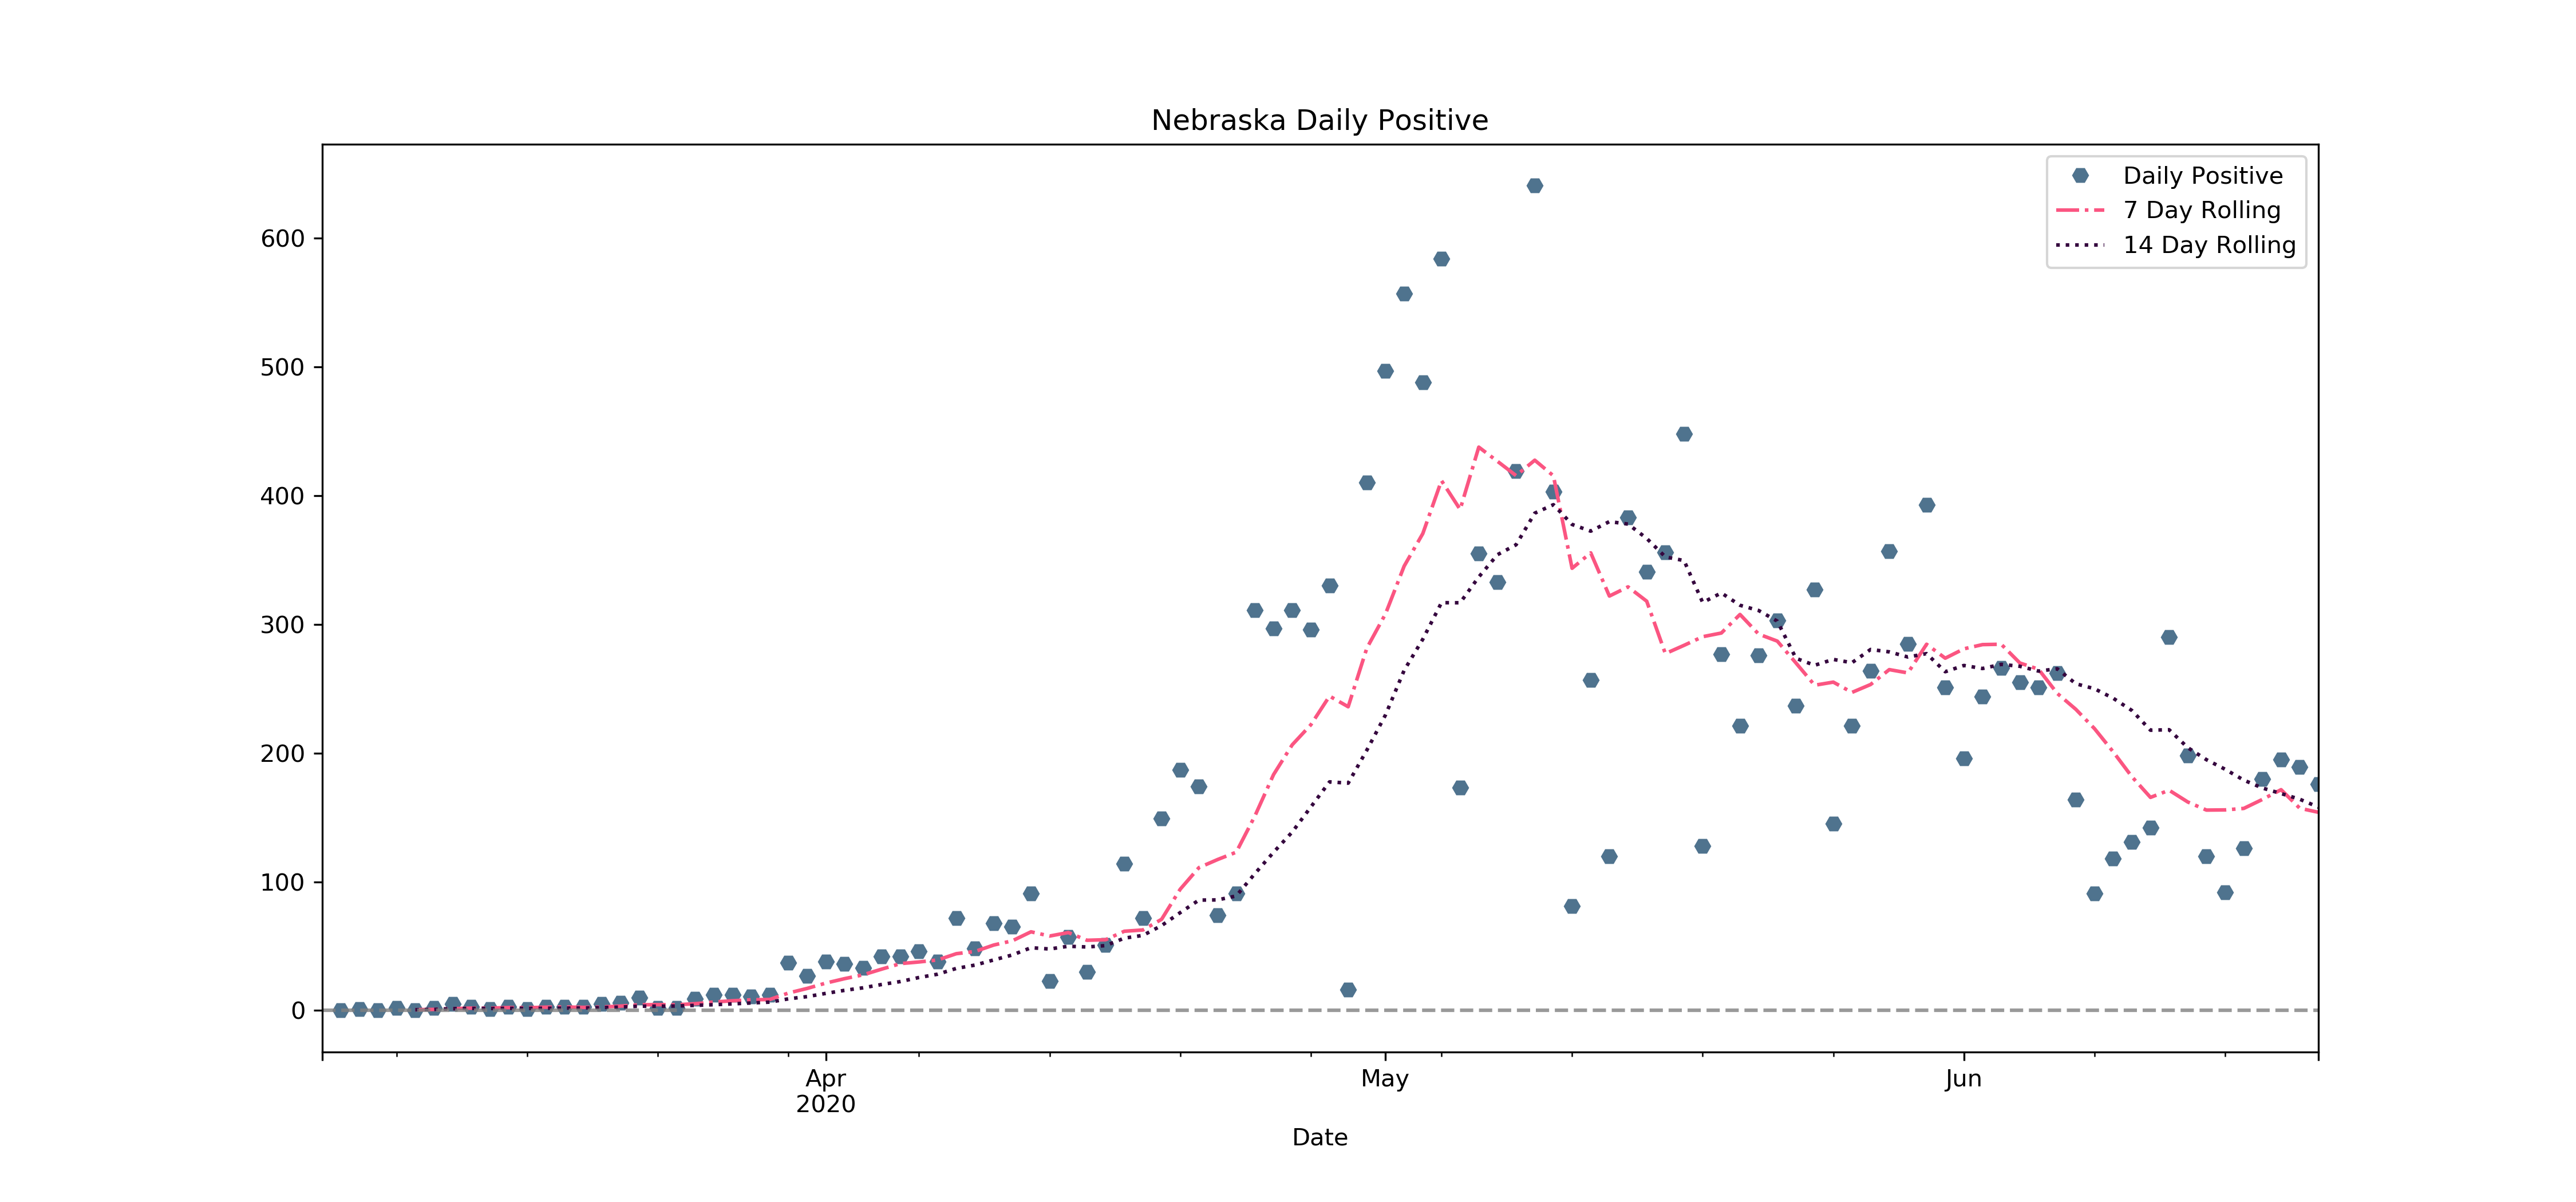 Nebraska Daily Positive
Daily Positive
7 Day Rolling
14 Day Rolling
600
500
400
300
200
100
0
Apr
2020
May
Jun
Date